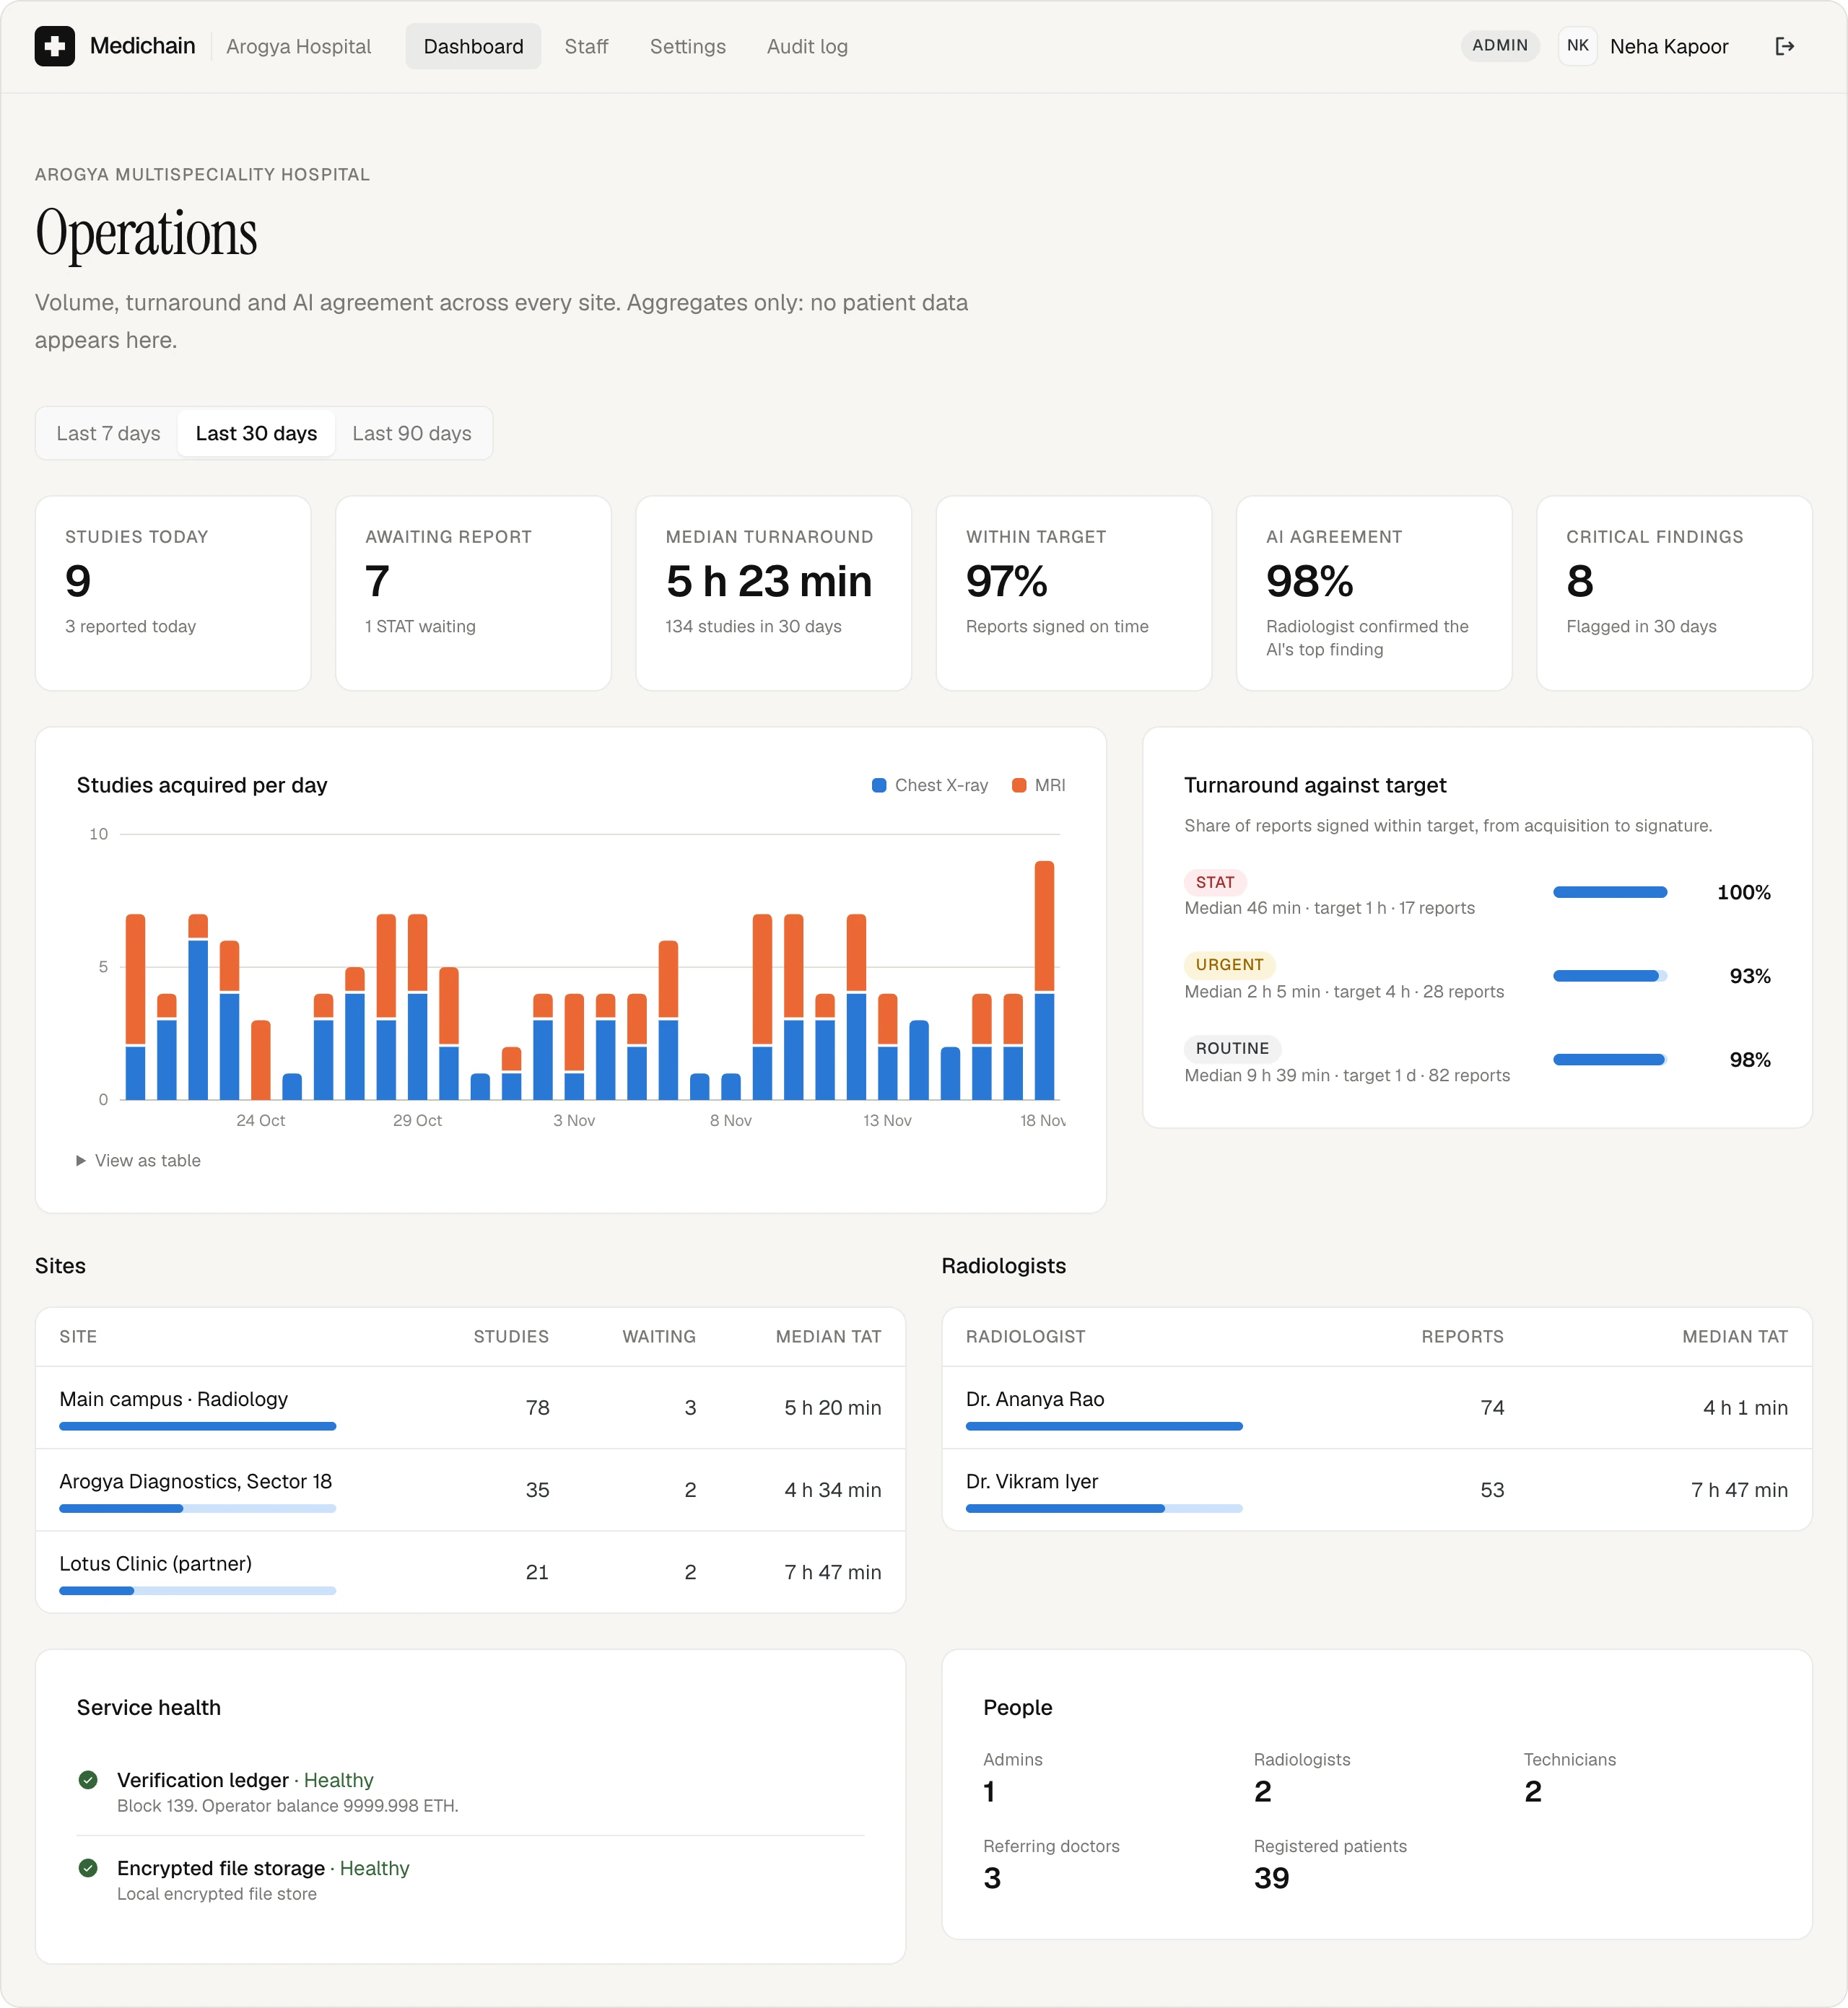 Medichain
Arogya Hospital
Dashboard
Staff
Settings
Audit log
ADMIN
NK
Neha Kapoor
AROGYA MULTISPECIALITY HOSPITAL
Operations
Volume, turnaround and AI agreement across every site. Aggregates only: no patient data
appears here.
Last 7 days
Last 30 days
Last 90 days
STUDIES TODAY
9
3 reported today
AWAITING REPORT
7
1 STAT waiting
MEDIAN TURNAROUND
5 h 23 min
134 studies in 30 days
WITHIN TARGET
97%
Reports signed on time
AI AGREEMENT
98%
Radiologist confirmed the
AI's top finding
CRITICAL FINDINGS
8
Flagged in 30 days
Studies acquired per day
Chest X-ray
MRI
10
5
0
24 Oct
29 Oct
3 Nov
8 Nov
13 Nov
18 Nov
View as table
Turnaround against target
Share of reports signed within target, from acquisition to signature.
STAT
Median 46 min · target 1 h · 17 reports
100%
URGENT
Median 2 h 5 min · target 4 h · 28 reports
93%
ROUTINE
Median 9 h 39 min · target 1 d · 82 reports
98%
Sites
SITE STUDIES WAITING MEDIAN TAT
Main campus · Radiology 78 3 5 h 20 min
Arogya Diagnostics, Sector 18 35 2 4 h 34 min
Lotus Clinic (partner) 21 2 7 h 47 min
Radiologists
RADIOLOGIST REPORTS MEDIAN TAT
Dr. Ananya Rao 74 4 h 1 min
Dr. Vikram Iyer 53 7 h 47 min
Service health
Verification ledger · Healthy
Block 139. Operator balance 9999.998 ETH.
Encrypted file storage · Healthy
Local encrypted file store
People
Admins
1
Radiologists
2
Technicians
2
Referring doctors
3
Registered patients
39